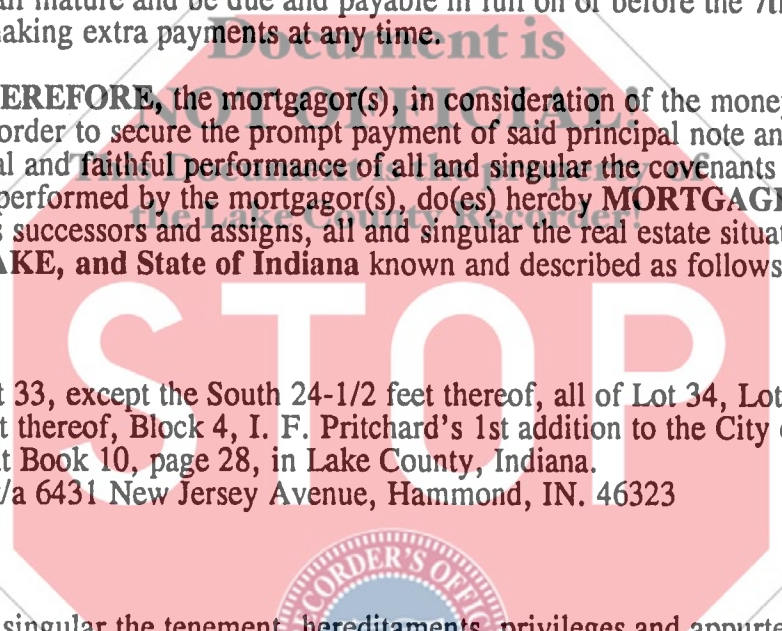 mature and be due and payable in full on or before the 7th
aking extra payments at any time.
Document is
EREFORE, the mortgagor(s), in consideration of the mone
NOT OFFICIAL!
order to secure the prompt payment of said principal note an
al and faithful performance of all and singular the covenants
This Document is the property of
performed by the mortgagor(s), do(es) hereby MORTGAGE
the Lake County Recorder!
s successors and assigns, all and singular the real estate situat
AKE, and State of Indiana known and described as follows
STOP
t 33, except the South 24-1/2 feet thereof, all of Lot 34, Lot
t thereof, Block 4, I. F. Pritchard's 1st addition to the City
t Book 10, page 28, in Lake County, Indiana.
/a 6431 New Jersey Avenue, Hammond, IN. 46323
CORDER'S OFFIC
singular the tenement, hereditaments, privileges and appurte